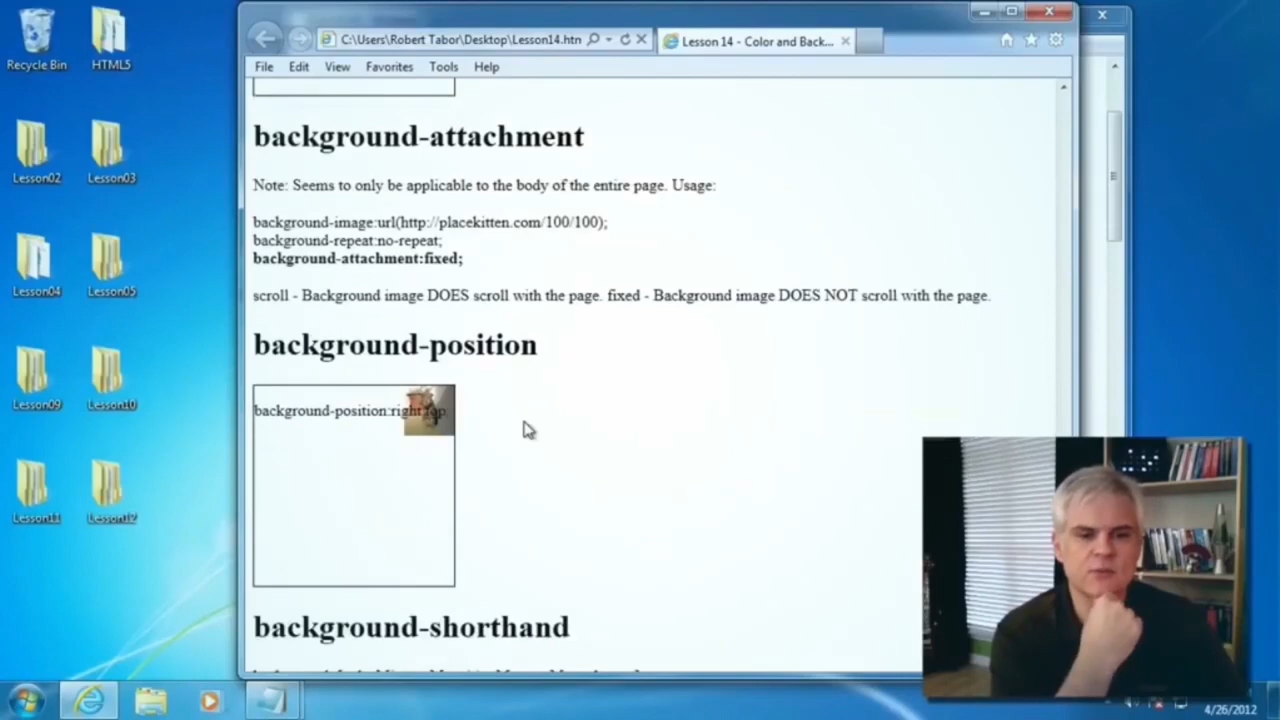 Recycle Bin
HTML5
Lesson02
Lesson03
Lesson04
Lesson05
Lesson09
Lesson10
Lesson11
Lesson12
C:\Users\Robert Tabor\Desktop\Lesson14.htn
Lesson 14 - Color and Back...
File Edit View Favorites Tools Help
background-attachment
Note: Seems to only be applicable to the body of the entire page. Usage:
background-image:url(http://placekitten.com/100/100);
background-repeat:no-repeat;
background-attachment:fixed;
scroll - Background image DOES scroll with the page. fixed - Background image DOES NOT scroll with the page.
background-position
background-position:right top
background-shorthand
4/26/2012